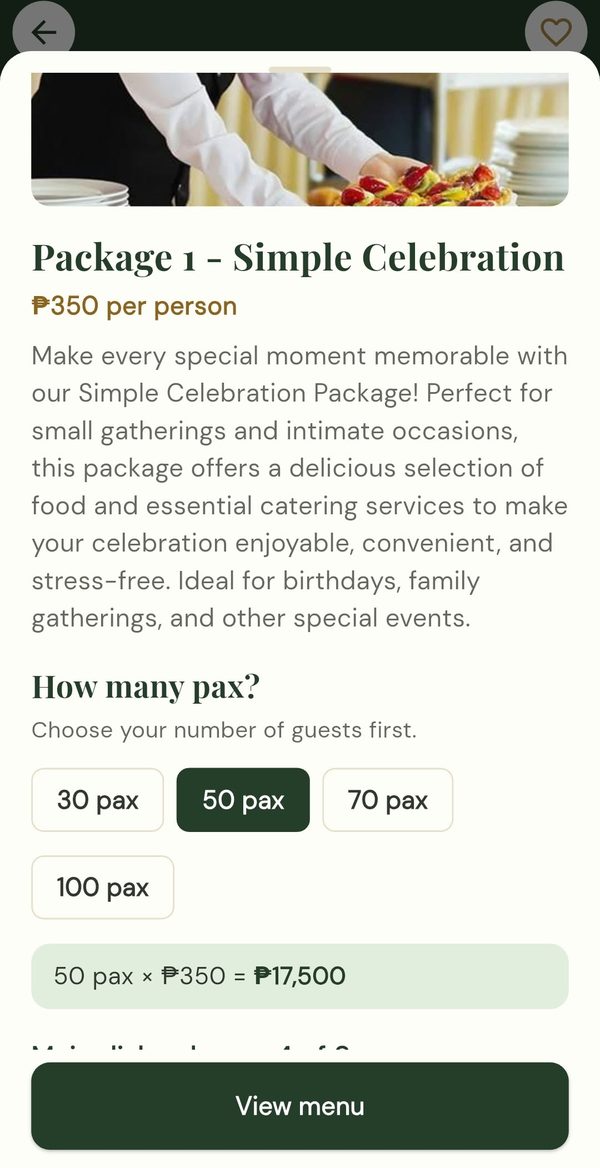 Package 1 - Simple Celebration
₱350 per person
Make every special moment memorable with
our Simple Celebration Package! Perfect for
small gatherings and intimate occasions,
this package offers a delicious selection of
food and essential catering services to make
your celebration enjoyable, convenient, and
stress-free. Ideal for birthdays, family
gatherings, and other special events.
How many pax?
Choose your number of guests first.
30 pax
50 pax
70 pax
100 pax
50 pax × ₱350 = ₱17,500
View menu